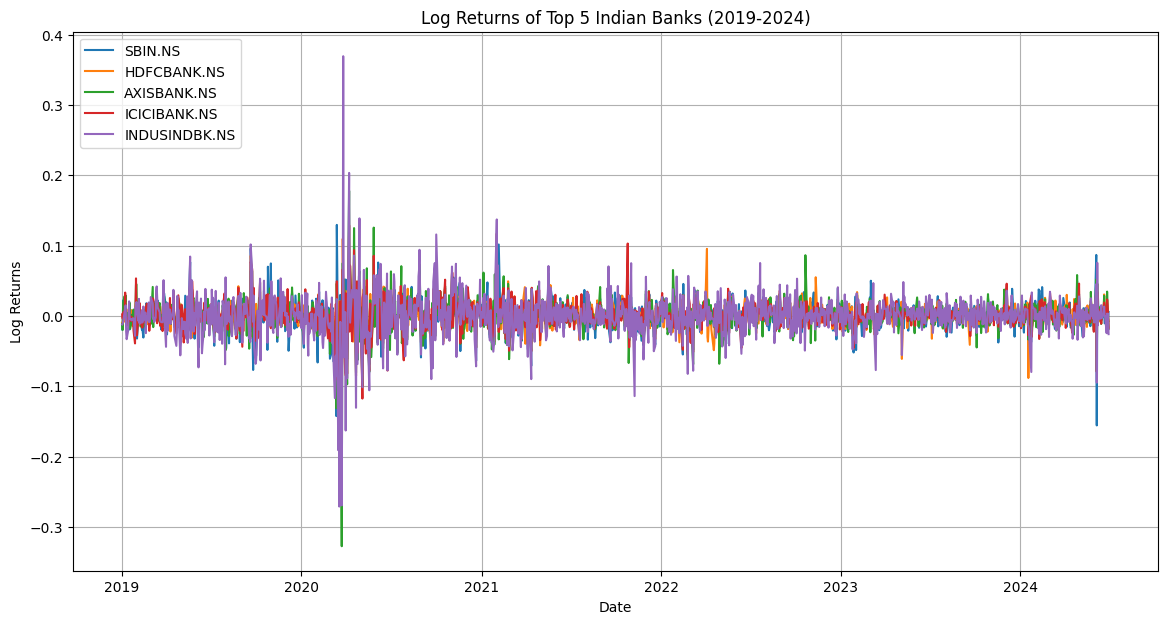 Log Returns of Top 5 Indian Banks (2019-2024)
SBIN.NS
HDFCBANK.NS
AXISBANK.NS
ICICIBANK.NS
INDUSINDBK.NS
Log Returns
0.4
0.3
0.2
0.1
0.0
−0.1
−0.2
−0.3
2019
2020
2021
2022
2023
2024
Date